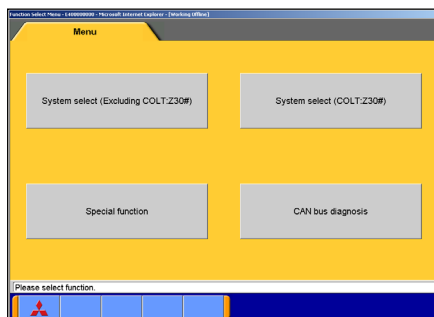 Function Select Menu - E400000000 - Microsoft Internet Explorer - [Working Offline]
Menu
System select (Excluding COLT:Z30#)
System select (COLT:Z30#)
Special function
CAN bus diagnosis
Please select function.